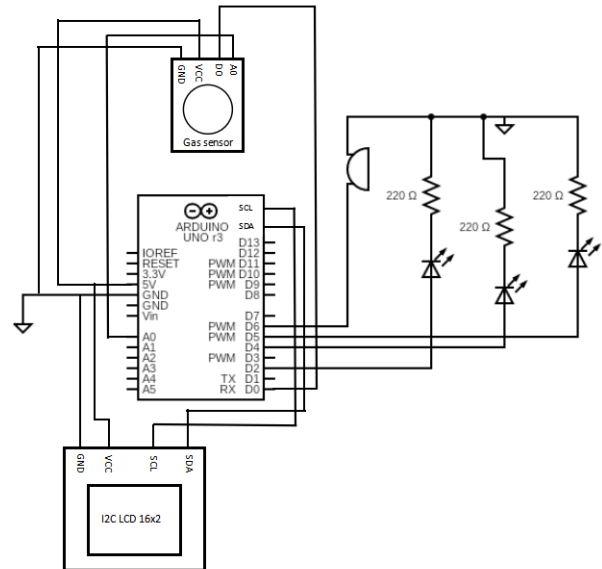 GND
VCC
D0
A0
Gas sensor
SCL
SDA
ARDUINO
UNO r3
IOREF
RESET
3.3V
5V
GND
GND
Vin
A0
A1
A2
A3
A4
A5
D13
D12
PWM D11
PWM D10
PWM D9
D8
D7
PWM D6
PWM D5
D4
PWM D3
D2
TX D1
RX D0
220 Ω
220 Ω
220 Ω
GND
VCC
SCL
SDA
I2C LCD 16x2